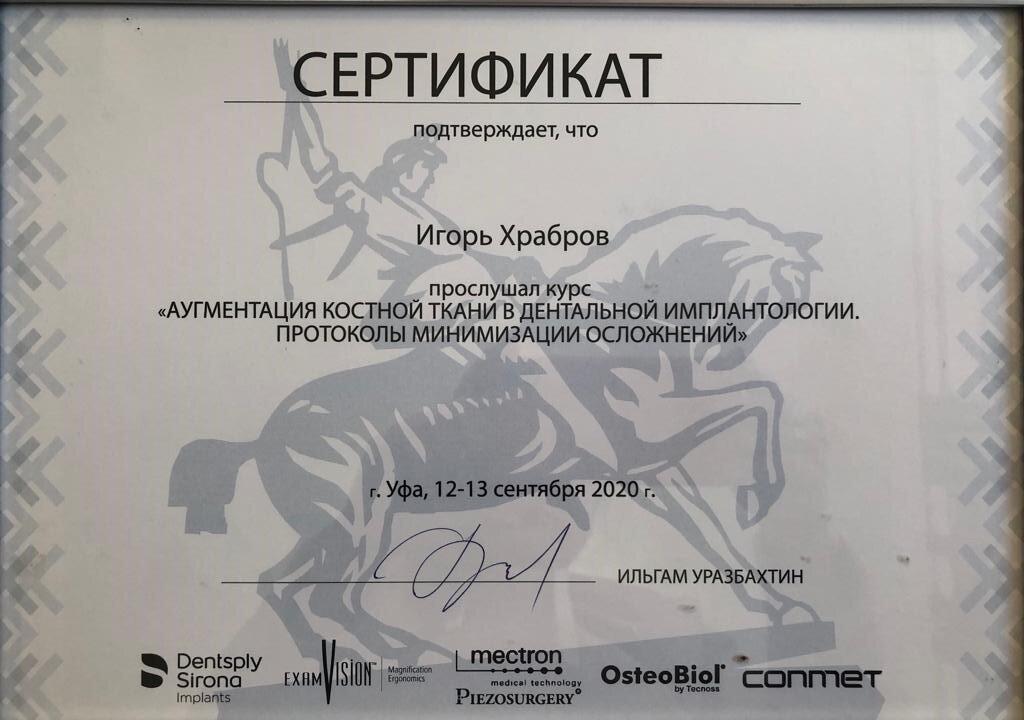 СЕРТИФИКАТ
подтверждает, что
Игорь Храбров
прослушал курс
«АУГМЕНТАЦИЯ КОСТНОЙ ТКАНИ В ДЕНТАЛЬНОЙ ИМПЛАНТОЛОГИИ.
ПРОТОКОЛЫ МИНИМИЗАЦИИ ОСЛОЖНЕНИЙ»
г. Уфа, 12-13 сентября 2020 г.
ИЛЬГАМ УРАЗБАХТИН
Dentsply
Sirona
Implants
EXAMVISION™
Magnification
Ergonomics
mectron
medical technology
PIEZOSURGERY®
OsteoBiol®
by Tecnoss
conmet